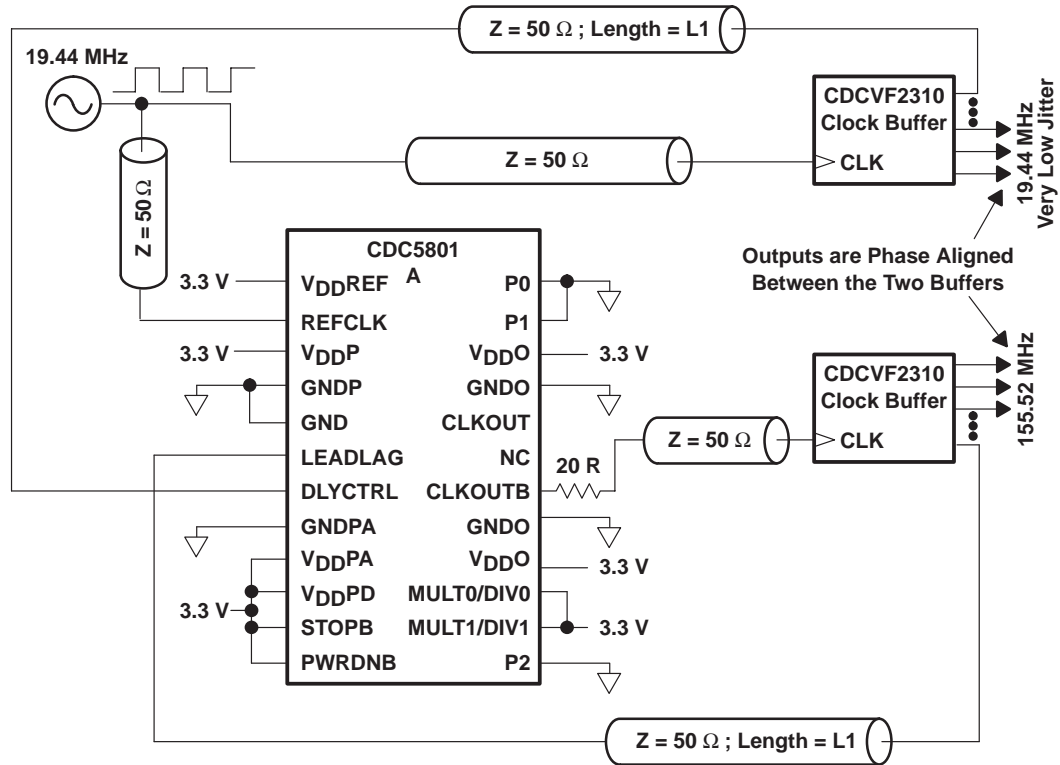 Z = 50 Ω ; Length = L1
19.44 MHz
CDCVF2310
Clock Buffer
CLK
19.44 MHz
Very Low Jitter
Z = 50 Ω
Z = 50 Ω
CDC5801
A
3.3 V
VDDREF
P0
REFCLK
P1
3.3 V
VDDP
VDDO
3.3 V
GNDP
GNDO
GND
CLKOUT
LEADLAG
NC
DLYCTRL
CLKOUTB
20 R
GNDPA
GNDO
VDDPA
VDDO
3.3 V
VDDPD
MULT0/DIV0
3.3 V
STOPB
MULT1/DIV1
3.3 V
PWRDNB
P2
Outputs are Phase Aligned
Between the Two Buffers
CDCVF2310
Clock Buffer
CLK
155.52 MHz
Z = 50 Ω
Z = 50 Ω ; Length = L1